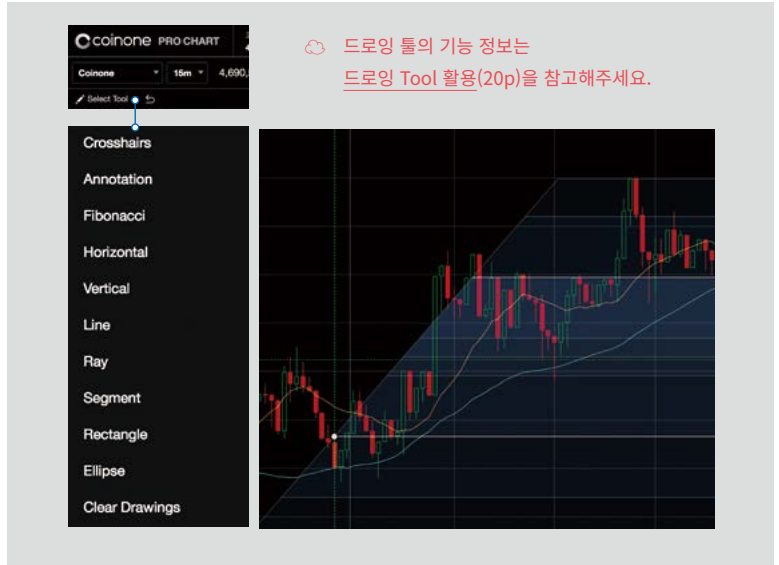 coinone PRO CHART
Coinone 15m 4,690,
Select Tool
드로잉 툴의 기능 정보는
드로잉 Tool 활용(20p)을 참고해주세요.
Crosshairs
Annotation
Fibonacci
Horizontal
Vertical
Line
Ray
Segment
Rectangle
Ellipse
Clear Drawings